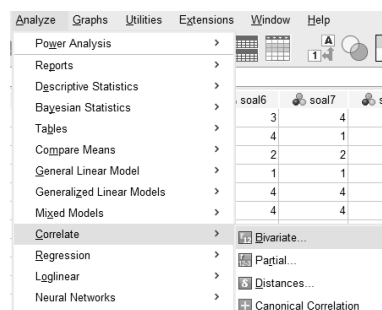 Analyze Graphs Utilities Extensions Window Help
Power Analysis >
Reports >
Descriptive Statistics >
Bayesian Statistics >
Tables >
Compare Means >
General Linear Model >
Generalized Linear Models >
Mixed Models >
Correlate >
Regression >
Loglinear >
Neural Networks >
A
1
soal6 soal7 s
3 4
4 1
2 2
1 1
4 4
4 4
Bivariate...
Partial...
Distances...
Canonical Correlation